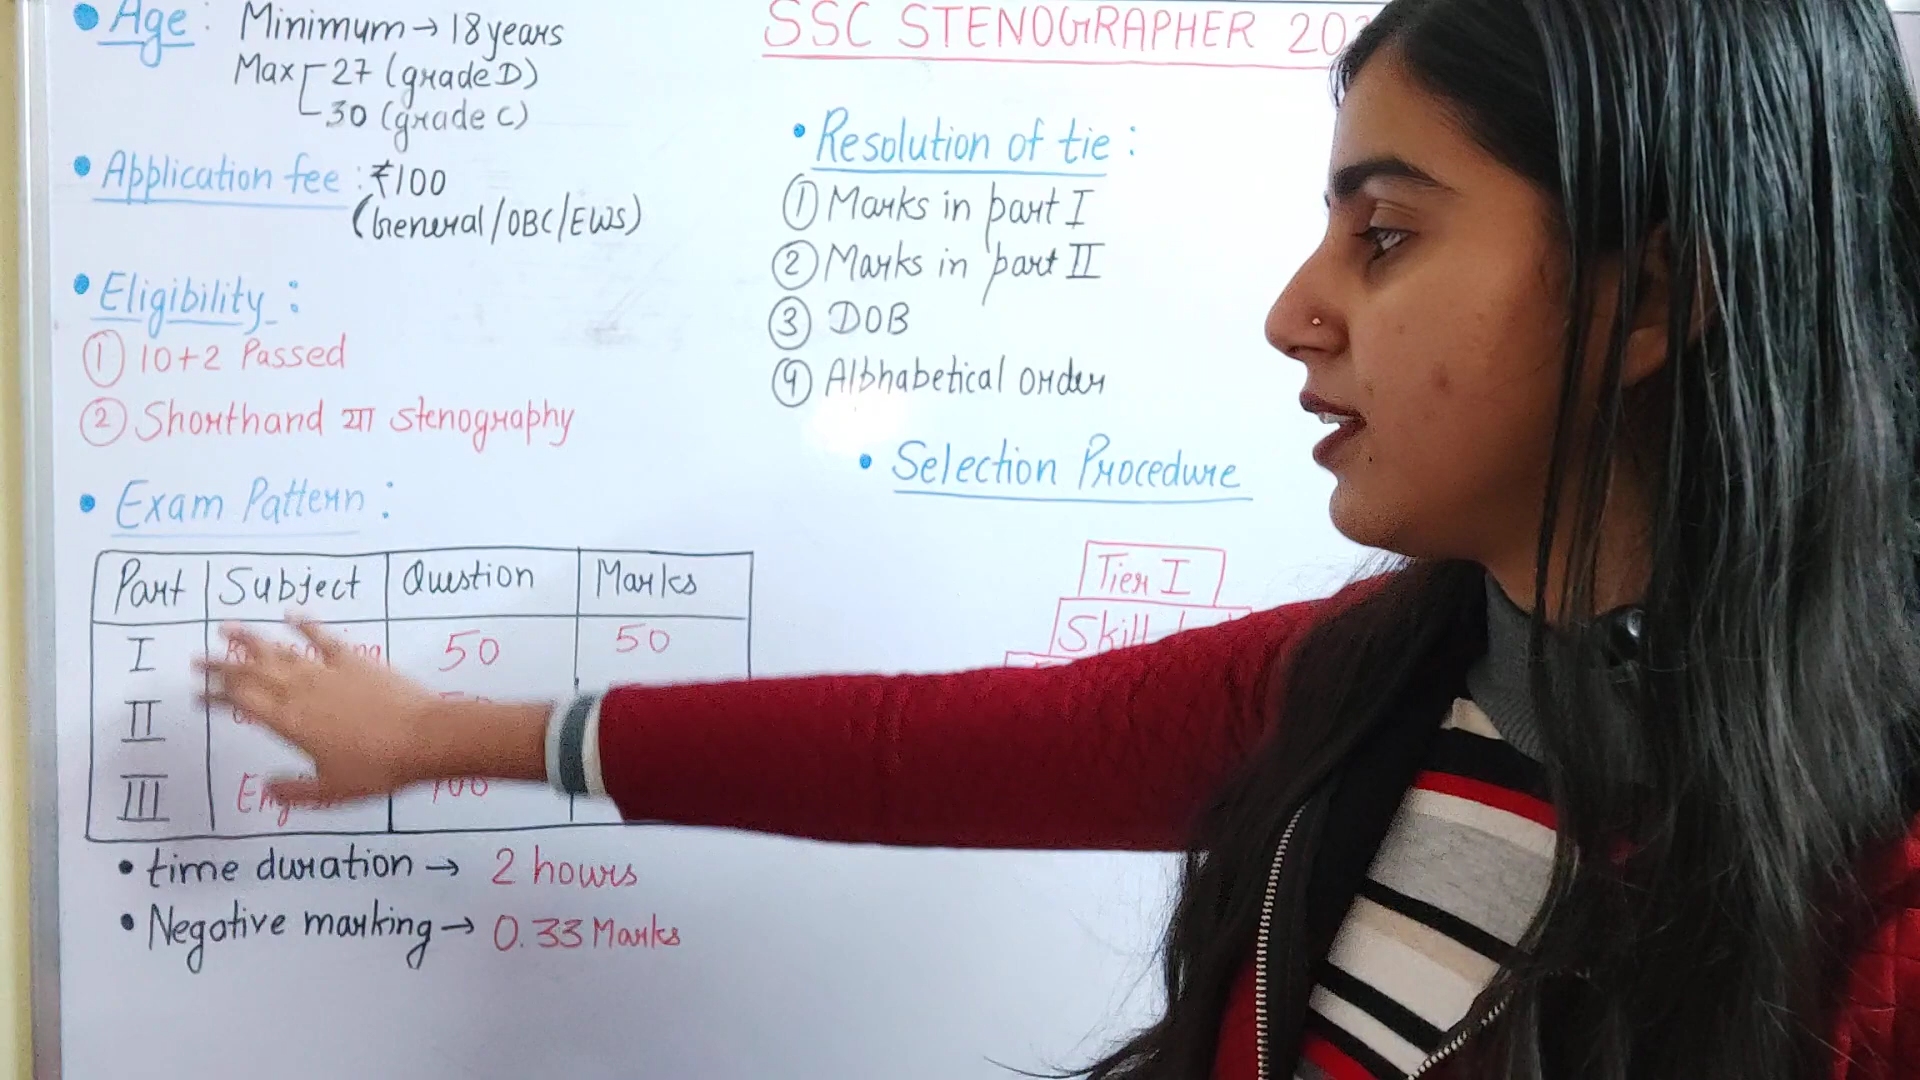 • Age : Minimum → 18 years
Max 27 (grade D)
30 (grade C)
• Application fee : ₹100
(General/OBC/EWS)
• Eligibility :
① 10+2 Passed
② Shorthand या stenography
• Exam Pattern :
Part Subject Question Marks
I 50 50
II
III 100
• time duration → 2 hours
• Negative marking → 0.33 Marks
SSC STENOGRAPHER
• Resolution of tie :
① Marks in part I
② Marks in part II
③ DOB
④ Alphabetical order
• Selection Procedure
Tier I
Skill